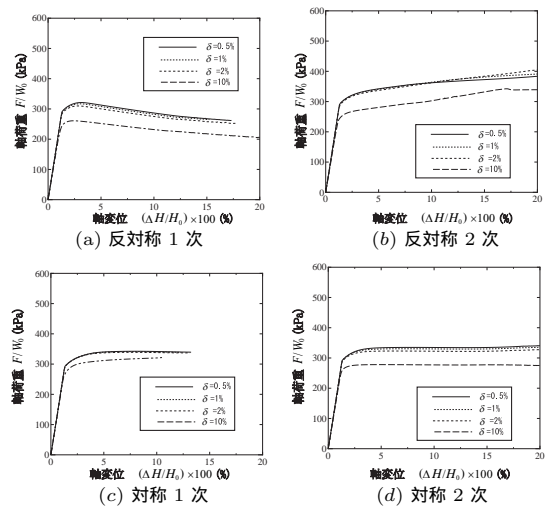 600
500
400
300
200
100
0
0 5 10 15 20
軸荷重 F/W₀ (kPa)
軸変位 (ΔH/H₀)×100 (%)
δ=0.5%
δ=1%
δ=2%
δ=10%
(a) 反対称 1 次
600
500
400
300
200
100
0
0 5 10 15 20
軸荷重 F/W₀ (kPa)
軸変位 (ΔH/H₀)×100 (%)
δ=0.5%
δ=1%
δ=2%
δ=10%
(b) 反対称 2 次
600
500
400
300
200
100
0
0 5 10 15 20
軸荷重 F/W₀ (kPa)
軸変位 (ΔH/H₀)×100 (%)
δ=0.5%
δ=1%
δ=2%
δ=10%
(c) 対称 1 次
600
500
400
300
200
100
0
0 5 10 15 20
軸荷重 F/W₀ (kPa)
軸変位 (ΔH/H₀)×100 (%)
δ=0.5%
δ=1%
δ=2%
δ=10%
(d) 対称 2 次